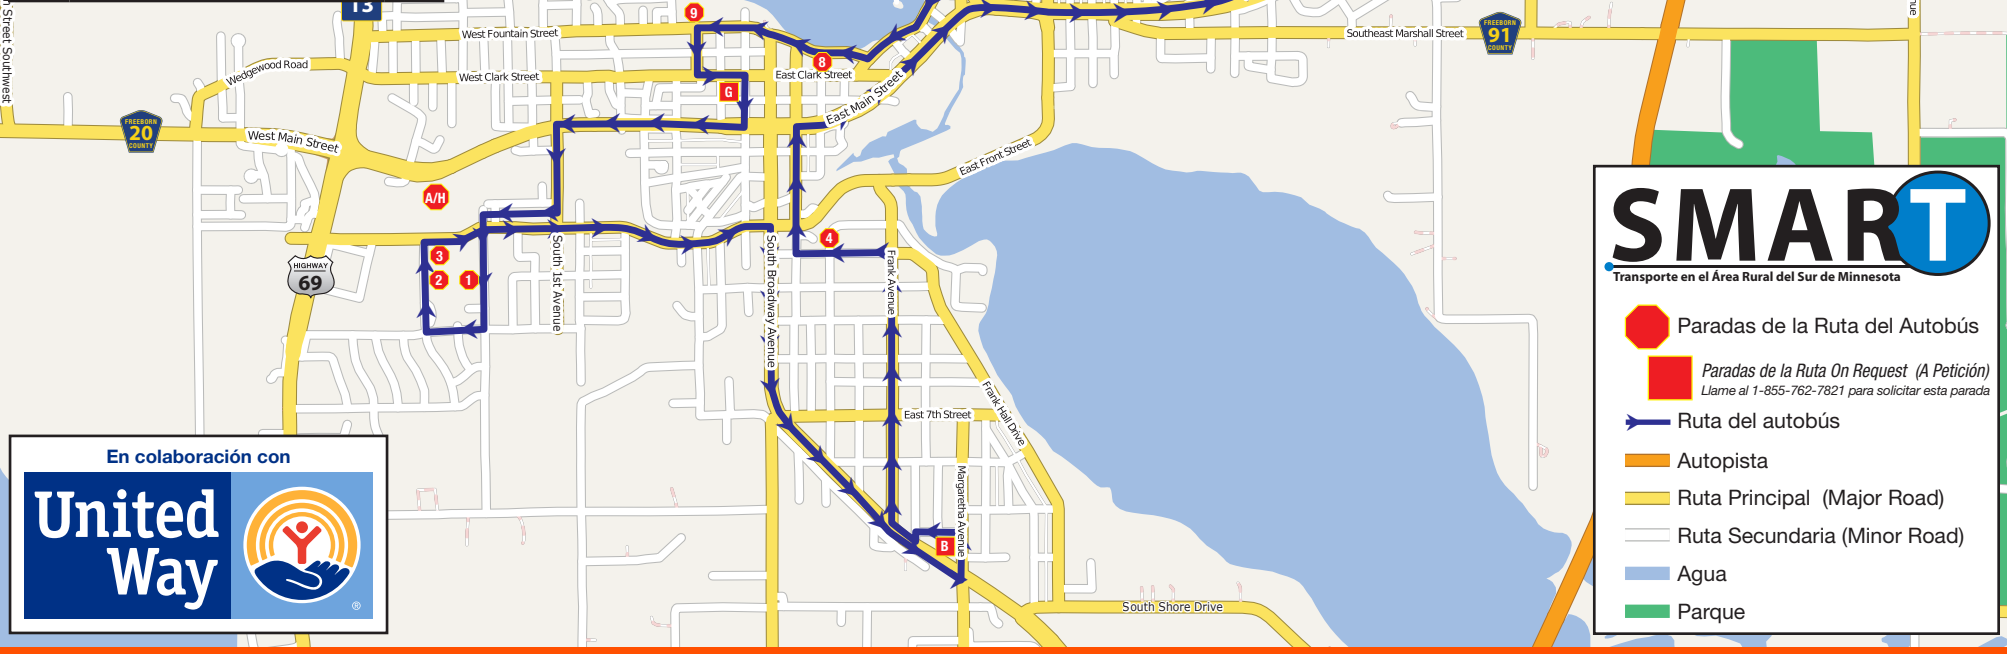 13
9
West Fountain Street
8
FREEBORN
91
COUNTY
Southeast Marshall Street
Wedgewood Road
West Clark Street
East Clark Street
G
East Main Street
n Street Southwest
nue
FREEBORN
20
COUNTY
West Main Street
East Front Street
A/H
3
2
1
4
HIGHWAY
69
South 1st Avenue
South Broadway Avenue
Frank Avenue
Frank Hall Drive
East 7th Street
Margaretha Avenue
B
South Shore Drive
En colaboración con
United
Way
®
SMART
Transporte en el Área Rural del Sur de Minnesota
Paradas de la Ruta del Autobús
Paradas de la Ruta On Request (A Petición)
Llame al 1-855-762-7821 para solicitar esta parada
Ruta del autobús
Autopista
Ruta Principal (Major Road)
Ruta Secundaria (Minor Road)
Agua
Parque